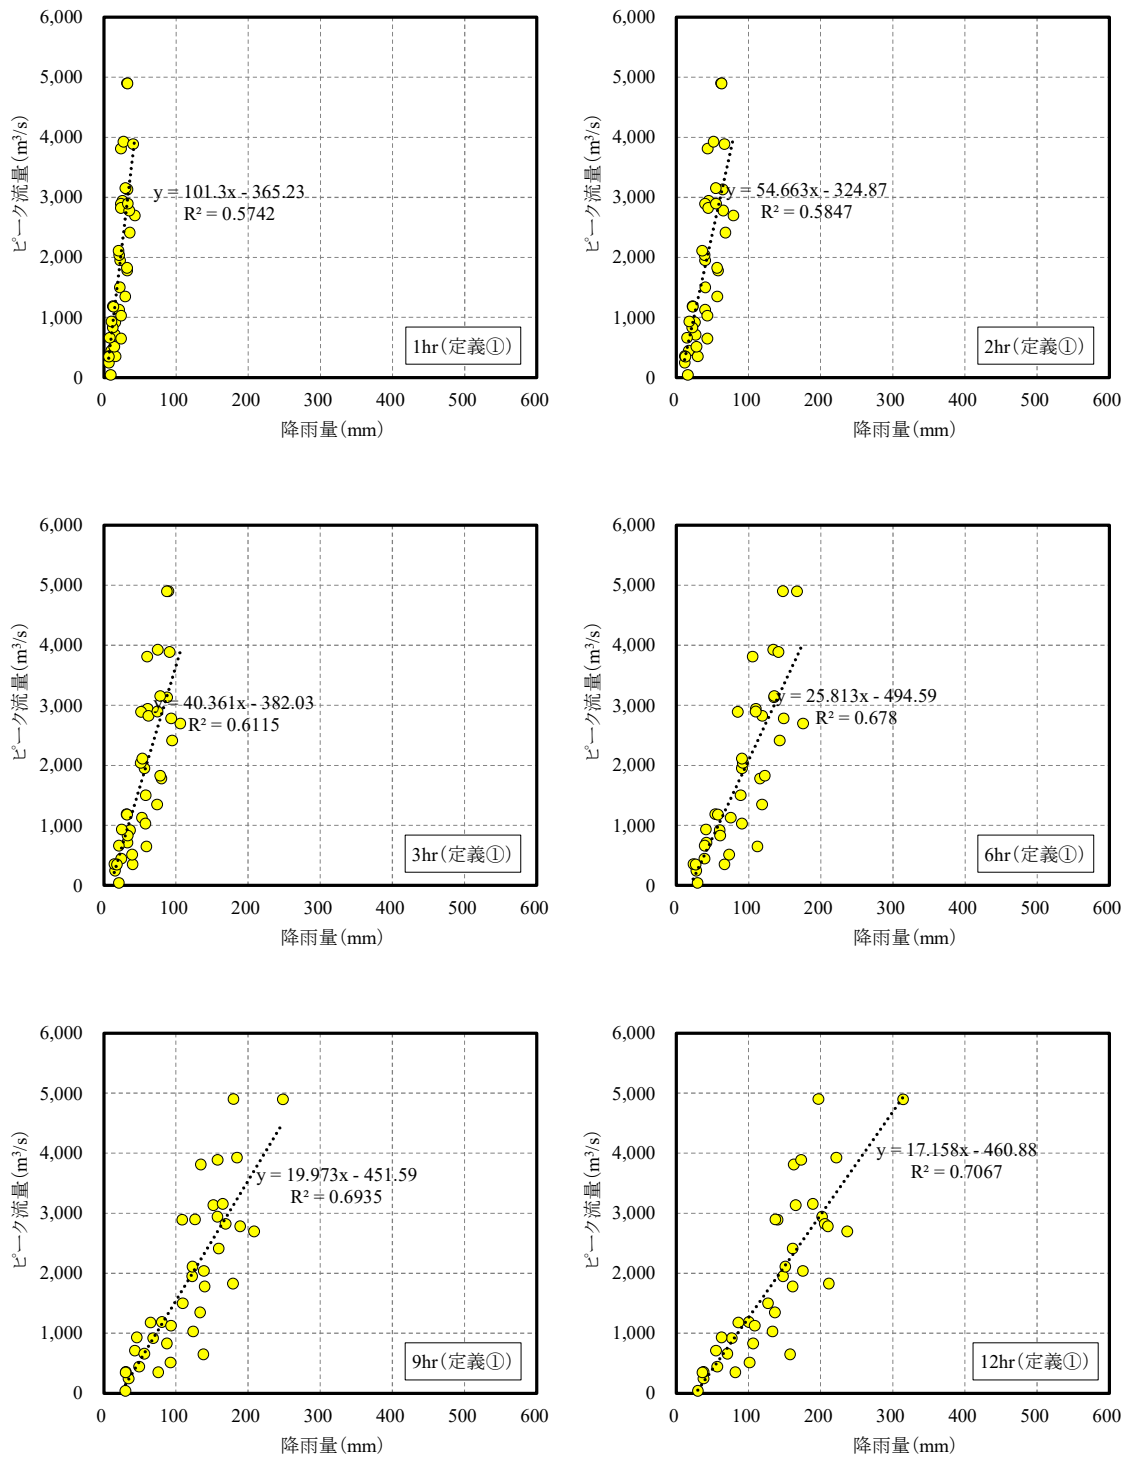 6,000
5,000
4,000
3,000
2,000
1,000
0
ピーク流量(m³/s)
y = 101.3x - 365.23
R² = 0.5742
1hr(定義①)
0 100 200 300 400 500 600
降雨量(mm)
6,000
5,000
4,000
3,000
2,000
1,000
0
ピーク流量(m³/s)
y = 54.663x - 324.87
R² = 0.5847
2hr(定義①)
0 100 200 300 400 500 600
降雨量(mm)
6,000
5,000
4,000
3,000
2,000
1,000
0
ピーク流量(m³/s)
y = 40.361x - 382.03
R² = 0.6115
3hr(定義①)
0 100 200 300 400 500 600
降雨量(mm)
6,000
5,000
4,000
3,000
2,000
1,000
0
ピーク流量(m³/s)
y = 25.813x - 494.59
R² = 0.678
6hr(定義①)
0 100 200 300 400 500 600
降雨量(mm)
6,000
5,000
4,000
3,000
2,000
1,000
0
ピーク流量(m³/s)
y = 19.973x - 451.59
R² = 0.6935
9hr(定義①)
0 100 200 300 400 500 600
降雨量(mm)
6,000
5,000
4,000
3,000
2,000
1,000
0
ピーク流量(m³/s)
y = 17.158x - 460.88
R² = 0.7067
12hr(定義①)
0 100 200 300 400 500 600
降雨量(mm)